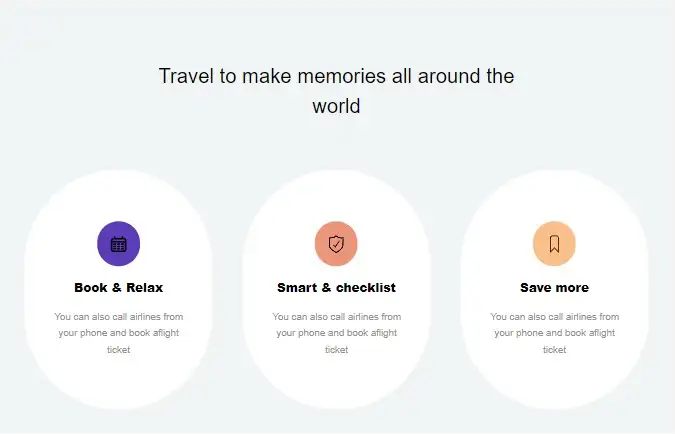 Travel to make memories all around the
world
Book & Relax
You can also call airlines from
your phone and book aflight
ticket
Smart & checklist
You can also call airlines from
your phone and book aflight
ticket
Save more
You can also call airlines from
your phone and book aflight
ticket